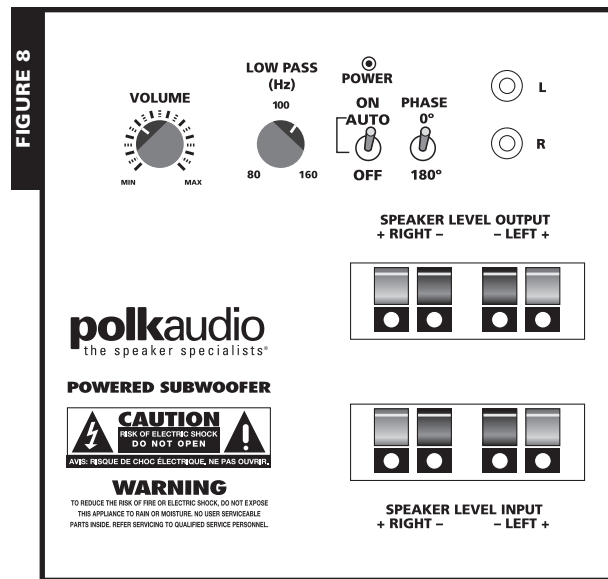 FIGURE 8
VOLUME
MIN MAX
LOW PASS
(Hz)
100
80 160
POWER
ON
AUTO
OFF
PHASE
0º
180º
L
R
SPEAKER LEVEL OUTPUT
+ RIGHT – – LEFT +
polkaudio
the speaker specialists®
POWERED SUBWOOFER
CAUTION
RISK OF ELECTRIC SHOCK
DO NOT OPEN
AVIS: RISQUE DE CHOC ÉLECTRIQUE, NE PAS OUVRIR.
WARNING
TO REDUCE THE RISK OF FIRE OR ELECTRIC SHOCK, DO NOT EXPOSE
THIS APPLIANCE TO RAIN OR MOISTURE. NO USER SERVICEABLE
PARTS INSIDE. REFER SERVICING TO QUALIFIED SERVICE PERSONNEL.
SPEAKER LEVEL INPUT
+ RIGHT – – LEFT +